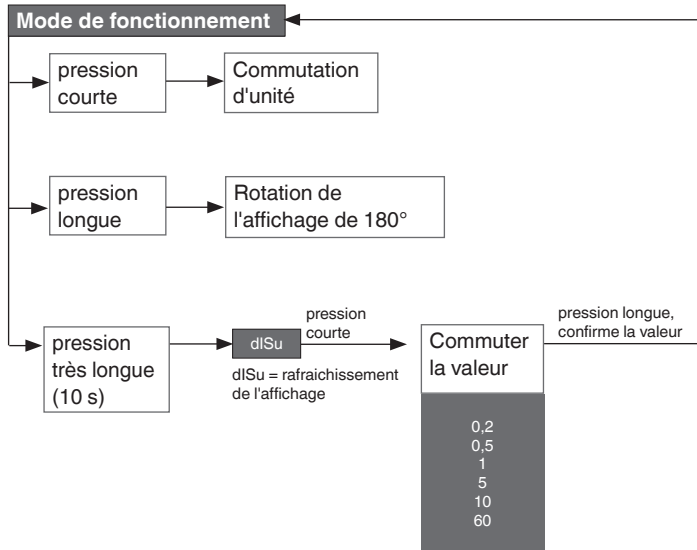 Mode de fonctionnement
pression
courte
Commutation
d'unité
pression
longue
Rotation de
l'affichage de 180°
pression
très longue
(10 s)
dISu
dISu = rafraichissement
de l'affichage
pression
courte
Commuter
la valeur
0,2
0,5
1
5
10
60
pression longue,
confirme la valeur